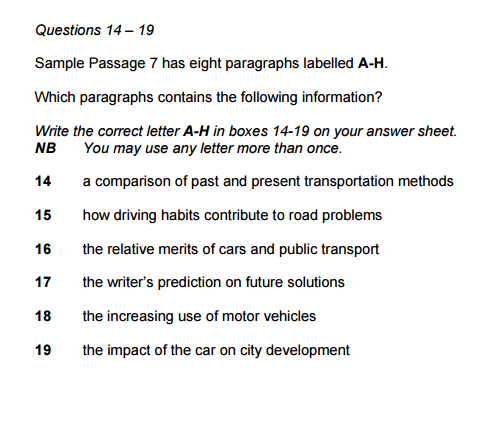 Questions 14 – 19
Sample Passage 7 has eight paragraphs labelled A-H.
Which paragraphs contains the following information?
Write the correct letter A-H in boxes 14-19 on your answer sheet.
NB You may use any letter more than once.
14 a comparison of past and present transportation methods
15 how driving habits contribute to road problems
16 the relative merits of cars and public transport
17 the writer's prediction on future solutions
18 the increasing use of motor vehicles
19 the impact of the car on city development